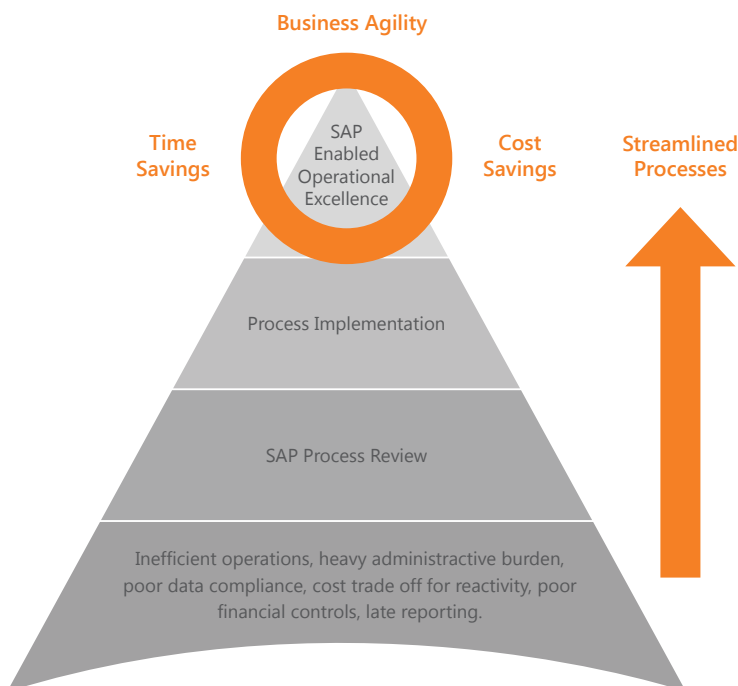 Business Agility
Time
Savings
SAP
Enabled
Operational
Excellence
Cost
Savings
Streamlined
Processes
Process Implementation
SAP Process Review
Inefficient operations, heavy administractive burden,
poor data compliance, cost trade off for reactivity, poor
financial controls, late reporting.